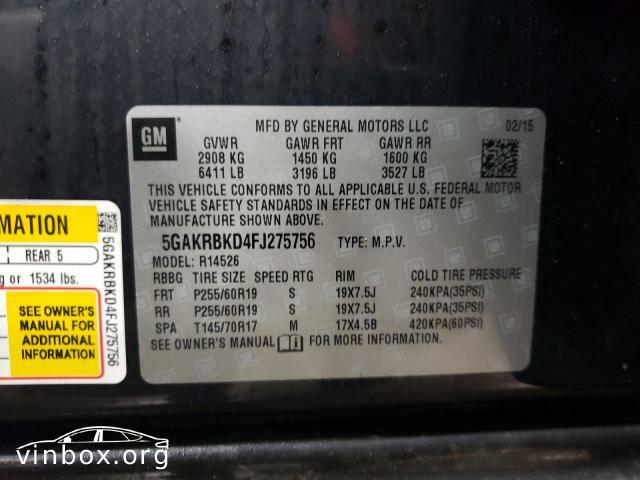 GM
MFD BY GENERAL MOTORS LLC 02/15
GVWR GAWR FRT GAWR RR
2908 KG 1450 KG 1600 KG
6411 LB 3196 LB 3527 LB
THIS VEHICLE CONFORMS TO ALL APPLICABLE U.S. FEDERAL MOTOR
VEHICLE SAFETY STANDARDS IN EFFECT ON THE DATE OF
MANUFACTURE SHOWN ABOVE.
5GAKRBKD4FJ275756 TYPE: M.P.V.
MODEL: R14526
RBBG TIRE SIZE SPEED RTG RIM COLD TIRE PRESSURE
FRT P255/60R19 S 19X7.5J 240KPA(35PSI)
RR P255/60R19 S 19X7.5J 240KPA(35PSI)
SPA T145/70R17 M 17X4.5B 420KPA(60PSI)
SEE OWNER'S MANUAL FOR MORE INFORMATION.
MATION
REAR 5
g or 1534 lbs.
SEE OWNER'S
MANUAL FOR
ADDITIONAL
INFORMATION
5GAKRBKD4FJ275756
vinbox.org